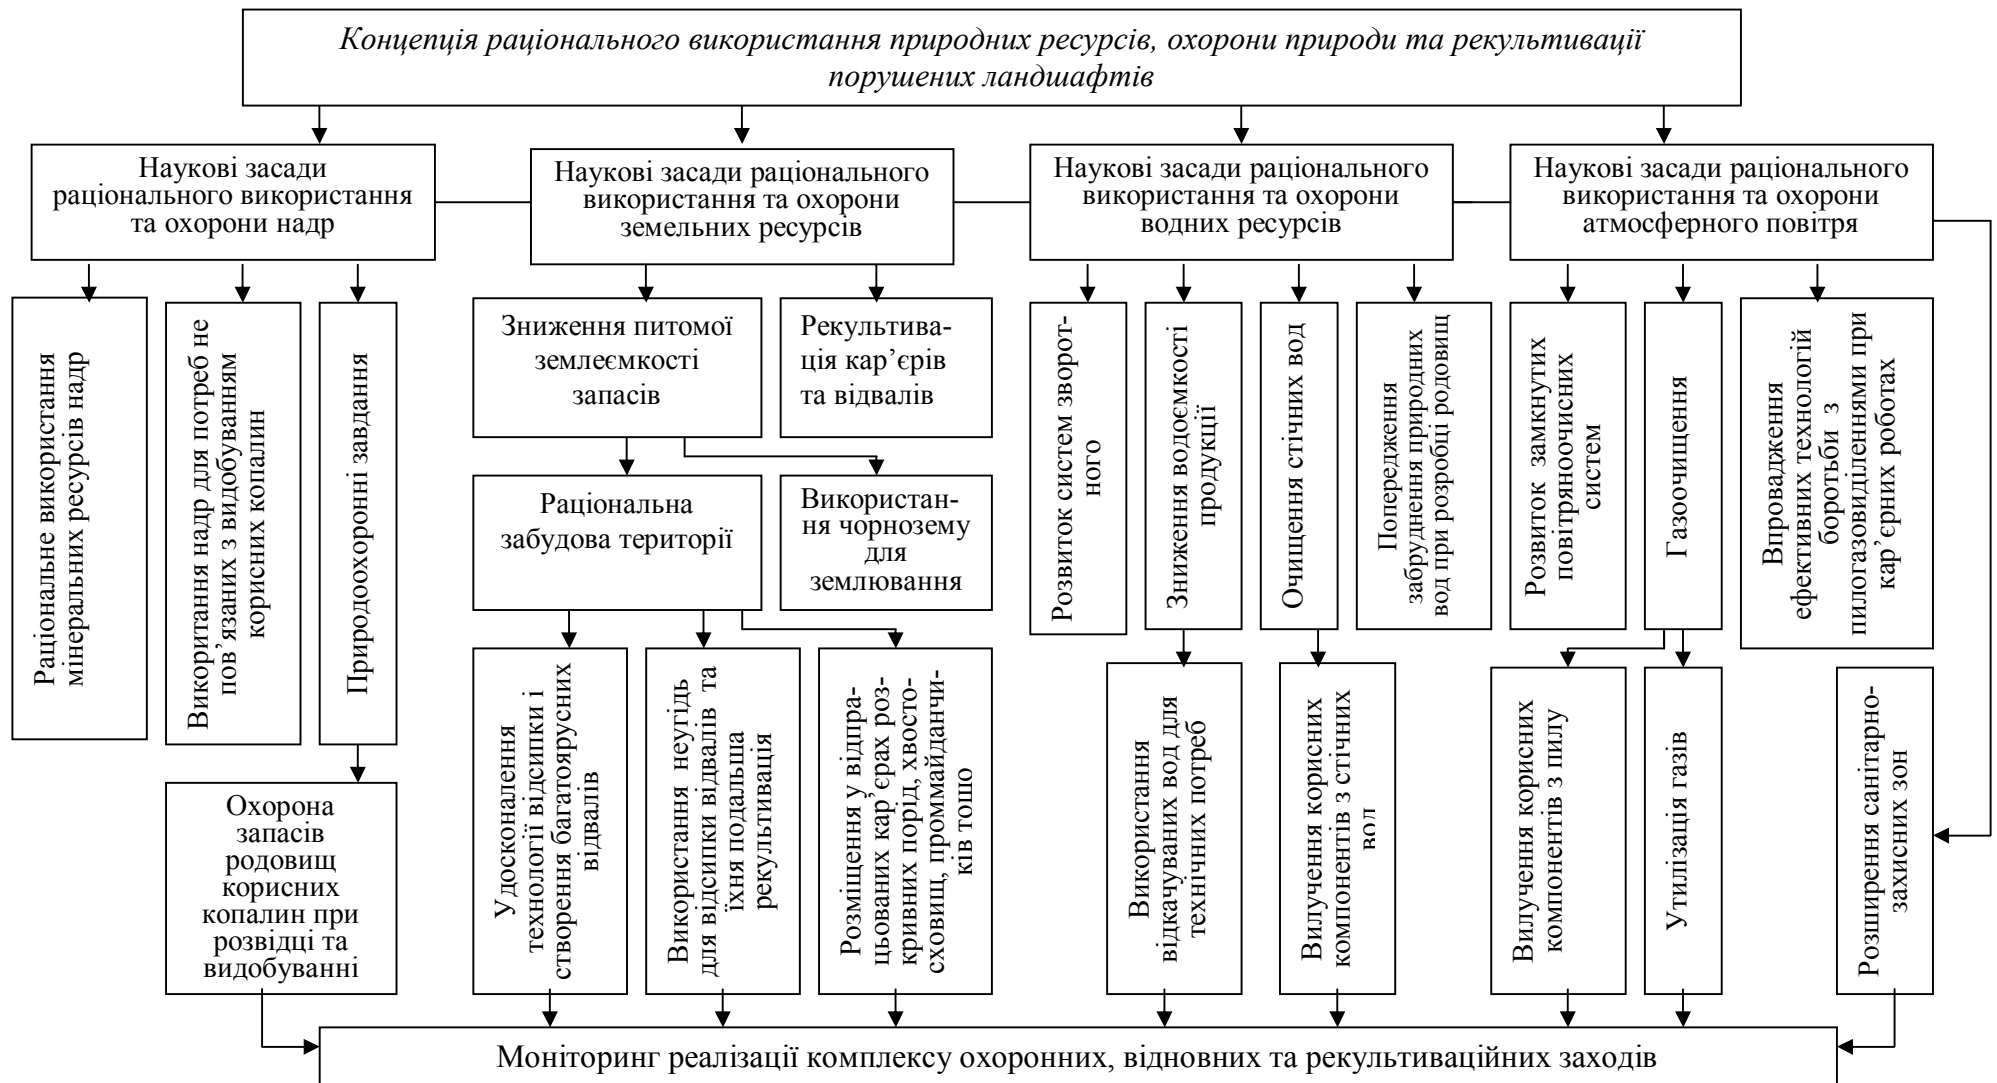 Концепція раціонального використання природних ресурсів, охорони природи та рекультивації
порушених ландшафтів
Наукові засади
раціонального використання
та охорони надр
Наукові засади раціонального
використання та охорони
земельних ресурсів
Наукові засади раціонального
використання та охорони
водних ресурсів
Наукові засади раціонального
використання та охорони
атмосферного повітря
Раціональне використання
мінеральних ресурсів надр
Використання надр для потреб не
пов’язаних з видобуванням
корисних копалин
Природоохоронні завдання
Зниження питомої
землеємкості
запасів
Рекультива-
ція кар’єрів
та відвалів
Розвиток систем зворот-
ного
Зниження водоємкості
продукції
Очищення стічних вод
Попередження
забруднення природних
вод при розробці родовищ
Розвиток замкнутих
повітряноочисних
систем
Газоочищення
Впровадження
ефективних технологій
боротьби з
пилогазовиділенями при
кар’єрних роботах
Раціональна
забудова території
Використан-
ня чорнозему
для
землювання
Охорона
запасів
родовищ
корисних
копалин при
розвідці та
видобуванні
Удосконалення
технології відсипки і
створення багатоярусних
відвалів
Використання неугідь
для відсипки відвалів та
їхня подальша
рекультивація
Розміщення у відпра-
цьованих кар’єрах роз-
кривних порід, хвосто-
сховищ, проммайданчи-
ків тошо
Використання
відкачуваних вод для
технічних потреб
Вилучення корисних
компонентів з стічних
вод
Вилучення корисних
компонентів з пилу
Утилізація газів
Розширення санітарно-
захисних зон
Моніторинг реалізації комплексу охоронних, відновних та рекультиваційних заходів